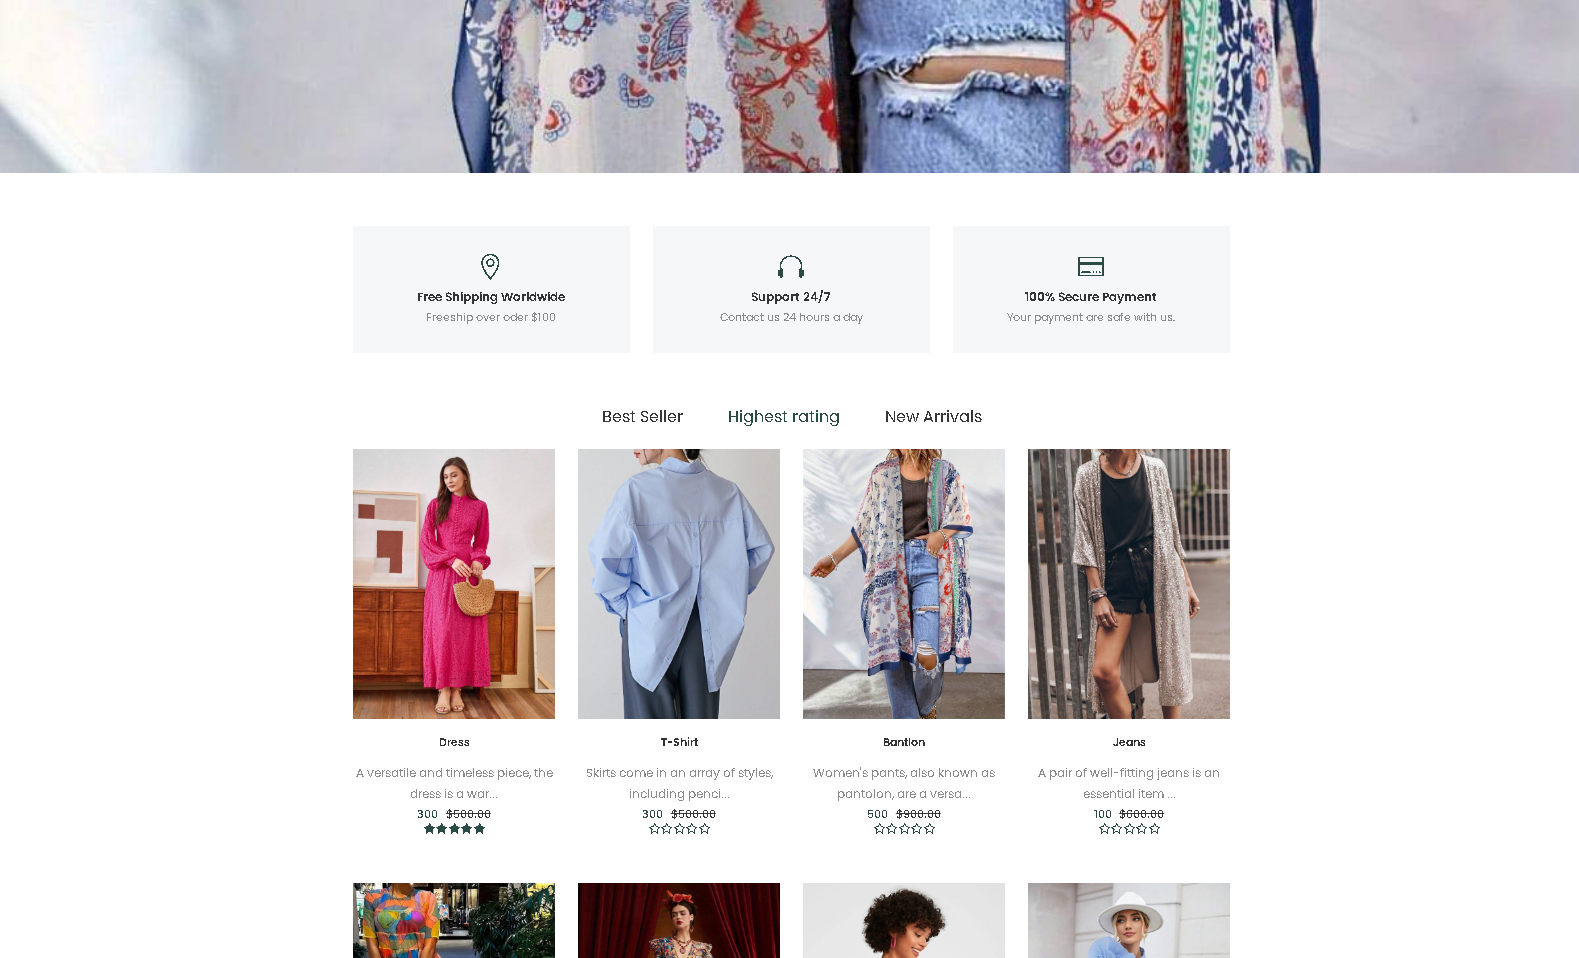 Free Shipping Worldwide
Freeship over oder $100
Support 24/7
Contact us 24 hours a day
100% Secure Payment
Your payment are safe with us.
Best Seller
Highest rating
New Arrivals
Dress
A versatile and timeless piece, the
dress is a war...
300 $500.00
T-Shirt
Skirts come in an array of styles,
including penci...
300 $500.00
Bantlon
Women's pants, also known as
pantolon, are a versa...
500 $900.00
Jeans
A pair of well-fitting jeans is an
essential item ...
100 $600.00